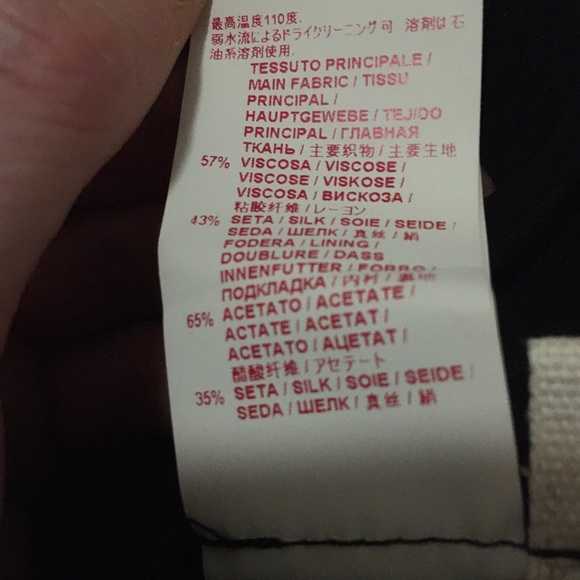 最高温度110度.
弱水流によるドライクリーニング可 溶剤は石
油系溶剤使用.
TESSUTO PRINCIPALE /
MAIN FABRIC / TISSU
PRINCIPAL /
HAUPTGEWEBE / TEJIDO
PRINCIPAL / ГЛАВНАЯ
ТКАНЬ / 主要织物 / 主要生地
57% VISCOSA / VISCOSE /
VISCOSE / VISKOSE /
VISCOSA / ВИСКОЗА /
粘胶纤维 / レーヨン
43% SETA / SILK / SOIE / SEIDE /
SEDA / ШЕЛК / 真丝 / 絹
FODERA / LINING /
DOUBLURE / DASS
INNENFUTTER / FORRO /
ПОДКЛАДКА / 内衬 / 裏地
65% ACETATO / ACETATE /
ACTATE / ACETAT /
ACETATO / АЦЕТАТ /
醋酸纤维 / アセテート
35% SETA / SILK / SOIE / SEIDE /
SEDA / ШЕЛК / 真丝 / 絹